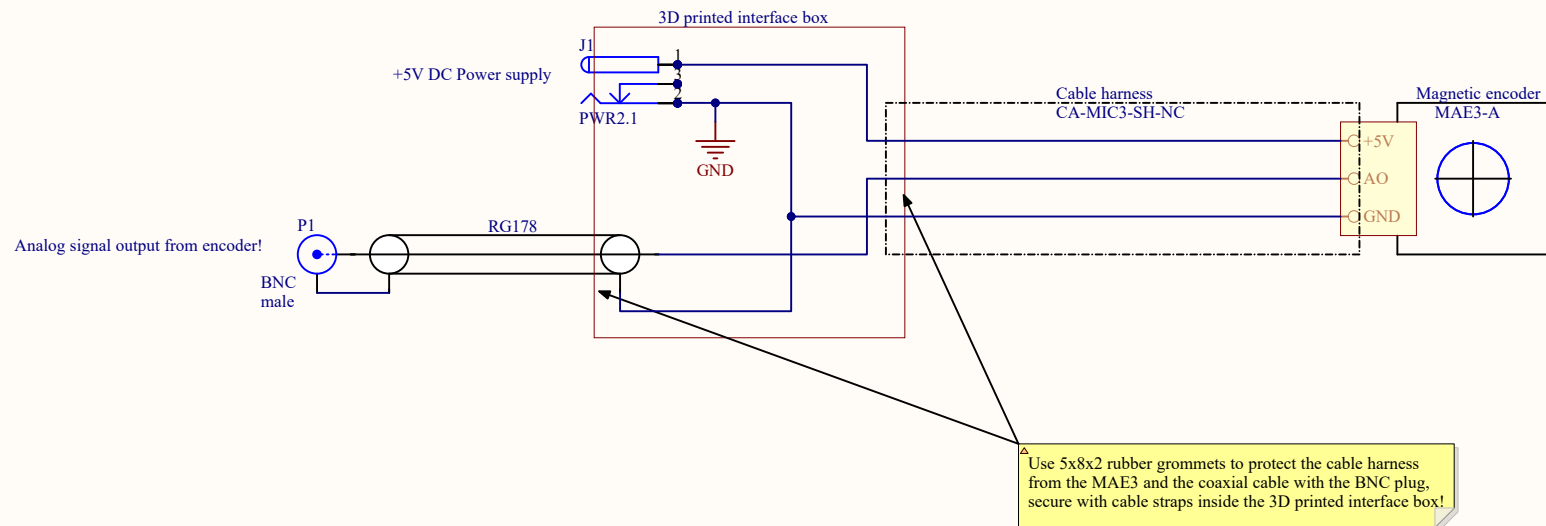 3D printed interface box
J1
1
+5V DC Power supply
3
2
PWR2.1
GND
Cable harness
CA-MIC3-SH-NC
Magnetic encoder
MAE3-A
+5V
AO
GND
P1
RG178
Analog signal output from encoder!
BNC
male
Use 5x8x2 rubber grommets to protect the cable harness
from the MAE3 and the coaxial cable with the BNC plug,
secure with cable straps inside the 3D printed interface box!